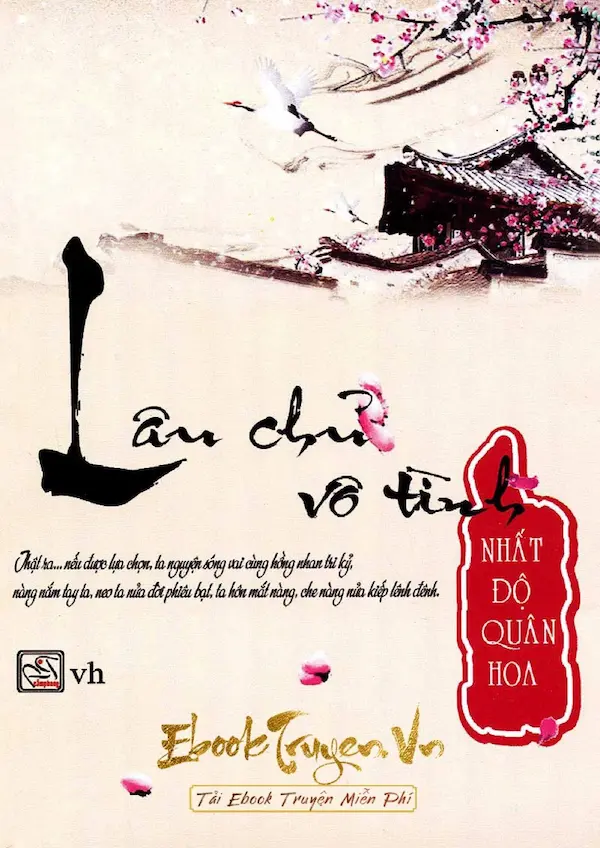 Lâu chủ
vô tình
NHẤT
ĐỘ
QUÂN
HOA
Thật ra... nếu được lựa chọn, ta nguyện sóng vai cùng hồng nhan tri kỷ,
nàng nắm tay ta, neo ta nửa đời phiêu bạt, ta hôn mắt nàng, che nàng nửa kiếp lênh đênh.
vh
EbookTruyen.Vn
Tải Ebook Truyện Miễn Phí